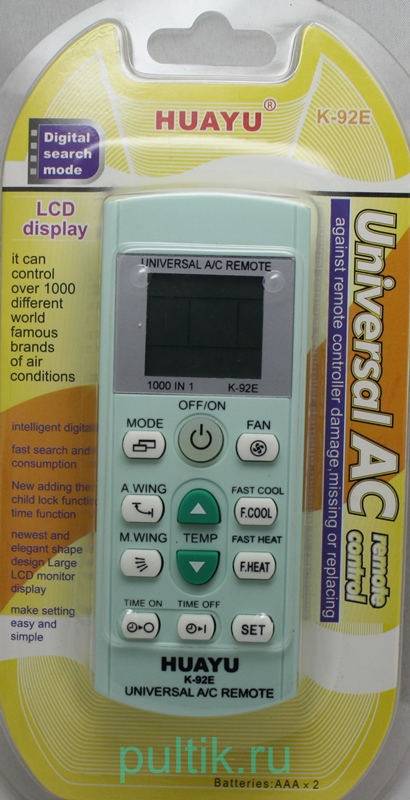 HUAYU®
K-92E
Digital
search
mode
LCD
display
it can
control
over 1000
different
world
famous
brands
of air
conditions
intelligent digital
fast search and
consumption
New adding the
child lock function
time function
newest and
elegant shape
design Large
LCD monitor
display
make setting
easy and
simple
Universal AC
remote
control
against remote controller damage,missing or replacing
UNIVERSAL A/C REMOTE
1000 IN 1 K-92E
OFF/ON
MODE FAN
A.WING FAST COOL
F.COOL
M.WING TEMP FAST HEAT
F.HEAT
TIME ON TIME OFF
SET
HUAYU
K-92E
UNIVERSAL A/C REMOTE
pultik.ru
Batteries:AAA x 2